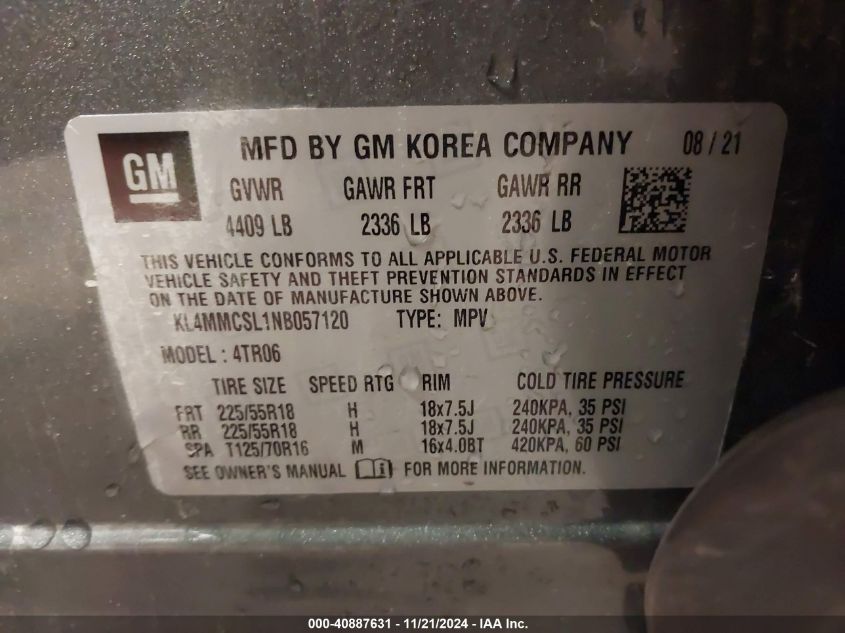 GM
MFD BY GM KOREA COMPANY 08 / 21
GVWR GAWR FRT GAWR RR
4409 LB 2336 LB 2336 LB
THIS VEHICLE CONFORMS TO ALL APPLICABLE U.S. FEDERAL MOTOR
VEHICLE SAFETY AND THEFT PREVENTION STANDARDS IN EFFECT
ON THE DATE OF MANUFACTURE SHOWN ABOVE.
KL4MMCSL1NB057120 TYPE: MPV
MODEL : 4TR06
TIRE SIZE SPEED RTG RIM COLD TIRE PRESSURE
FRT 225/55R18 H 18x7.5J 240KPA, 35 PSI
RR 225/55R18 H 18x7.5J 240KPA, 35 PSI
SPA T125/70R16 M 16x4.0BT 420KPA, 60 PSI
SEE OWNER'S MANUAL FOR MORE INFORMATION.
000-40887631 - 11/21/2024 - IAA Inc.